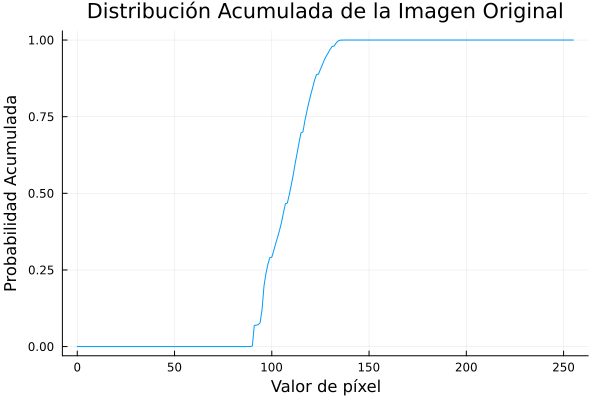 Distribución Acumulada de la Imagen Original
Probabilidad Acumulada
1.00
0.75
0.50
0.25
0.00
0 50 100 150 200 250
Valor de píxel